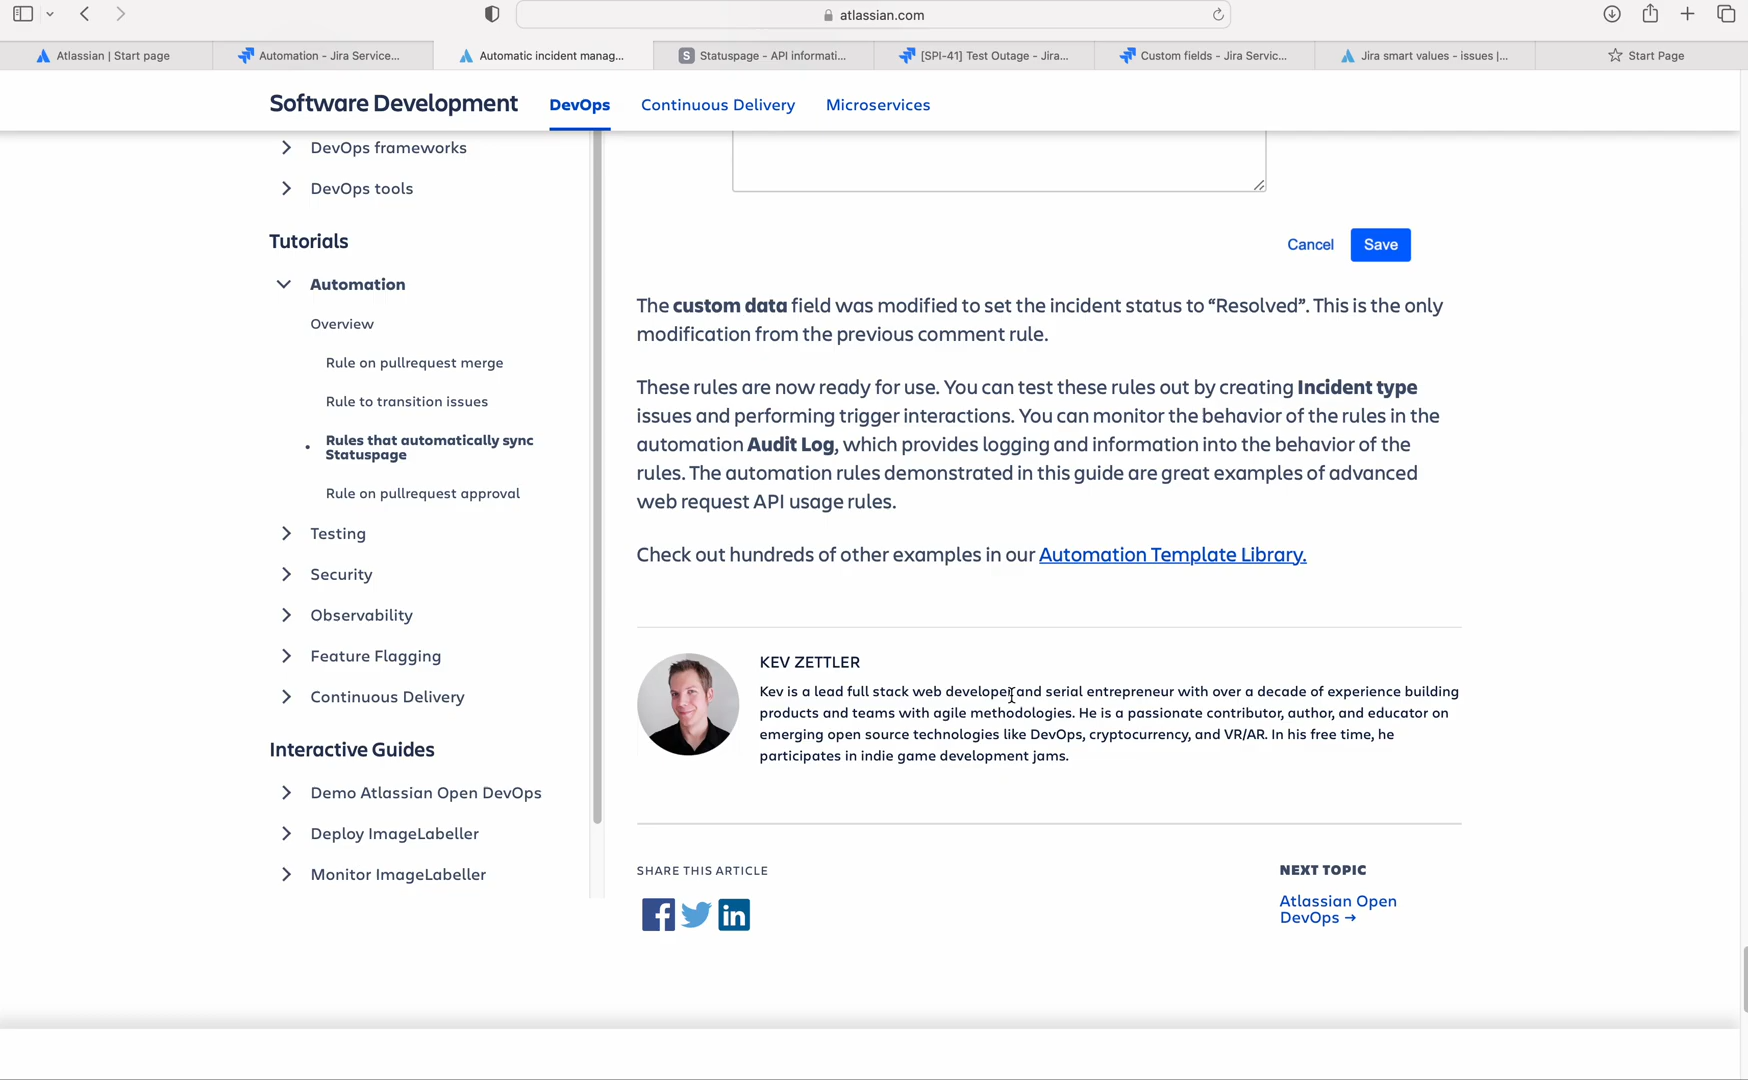 atlassian.com
Atlassian | Start page
Automation - Jira Service...
Automatic incident manag...
S Statuspage - API informati...
[SPI-41] Test Outage - Jira...
Custom fields - Jira Servic...
Jira smart values - issues |...
Start Page
Software Development
DevOps
Continuous Delivery
Microservices
DevOps frameworks
DevOps tools
Tutorials
Automation
Overview
Rule on pullrequest merge
Rule to transition issues
Rules that automatically sync
Statuspage
Rule on pullrequest approval
Testing
Security
Observability
Feature Flagging
Continuous Delivery
Interactive Guides
Demo Atlassian Open DevOps
Deploy ImageLabeller
Monitor ImageLabeller
Cancel
Save
The custom data field was modified to set the incident status to “Resolved”. This is the only
modification from the previous comment rule.
These rules are now ready for use. You can test these rules out by creating Incident type
issues and performing trigger interactions. You can monitor the behavior of the rules in the
automation Audit Log, which provides logging and information into the behavior of the
rules. The automation rules demonstrated in this guide are great examples of advanced
web request API usage rules.
Check out hundreds of other examples in our Automation Template Library.
KEV ZETTLER
Kev is a lead full stack web developer and serial entrepreneur with over a decade of experience building
products and teams with agile methodologies. He is a passionate contributor, author, and educator on
emerging open source technologies like DevOps, cryptocurrency, and VR/AR. In his free time, he
participates in indie game development jams.
SHARE THIS ARTICLE
f
in
NEXT TOPIC
Atlassian Open
DevOps →